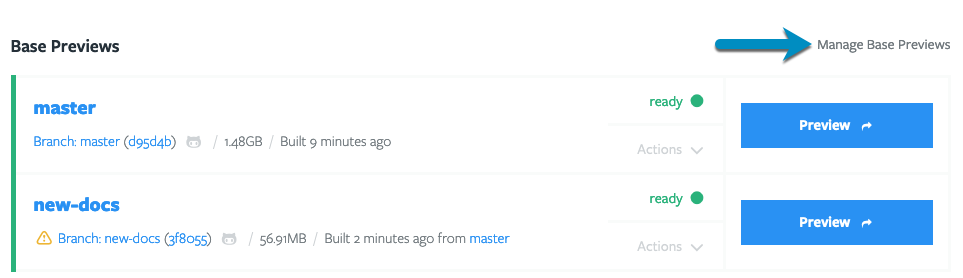 Base Previews
Manage Base Previews
master
ready
Preview
Branch: master (d95d4b) / 1.48GB / Built 9 minutes ago
Actions
new-docs
ready
Preview
Branch: new-docs (3f8055) / 56.91MB / Built 2 minutes ago from master
Actions